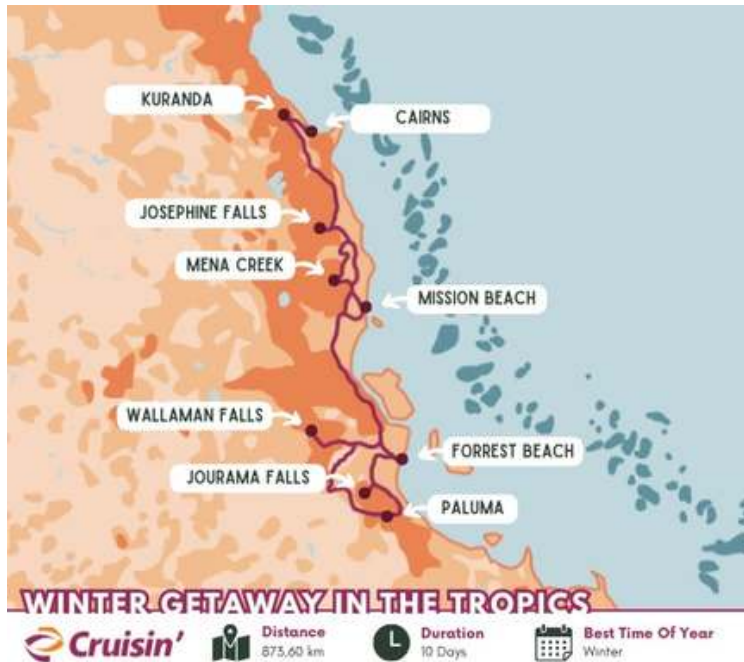 KURANDA
CAIRNS
JOSEPHINE FALLS
MENA CREEK
MISSION BEACH
WALLAMAN FALLS
FORREST BEACH
JOURAMA FALLS
PALUMA
WINTER GETAWAY IN THE TROPICS
Cruisin'
Distance
873,60 km
Duration
10 Days
Best Time Of Year
Winter